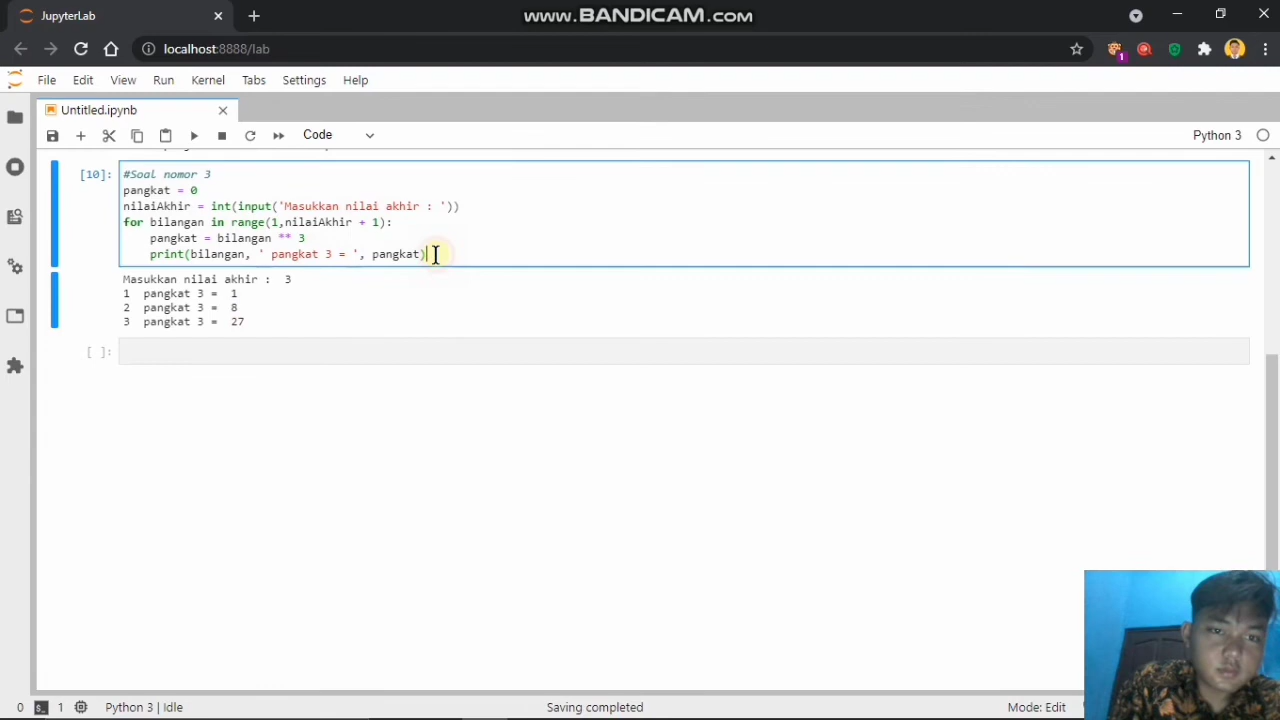 JupyterLab
www.BANDICAM.com
localhost:8888/lab
1
File Edit View Run Kernel Tabs Settings Help
Untitled.ipynb
Code
Python 3
[10]:
#Soal nomor 3
pangkat = 0
nilaiAkhir = int(input('Masukkan nilai akhir : '))
for bilangan in range(1,nilaiAkhir + 1):
    pangkat = bilangan ** 3
    print(bilangan, ' pangkat 3 = ', pangkat)
Masukkan nilai akhir :  3
1  pangkat 3 =  1
2  pangkat 3 =  8
3  pangkat 3 =  27
[ ]:
0 1 Python 3 | Idle Saving completed Mode: Edit